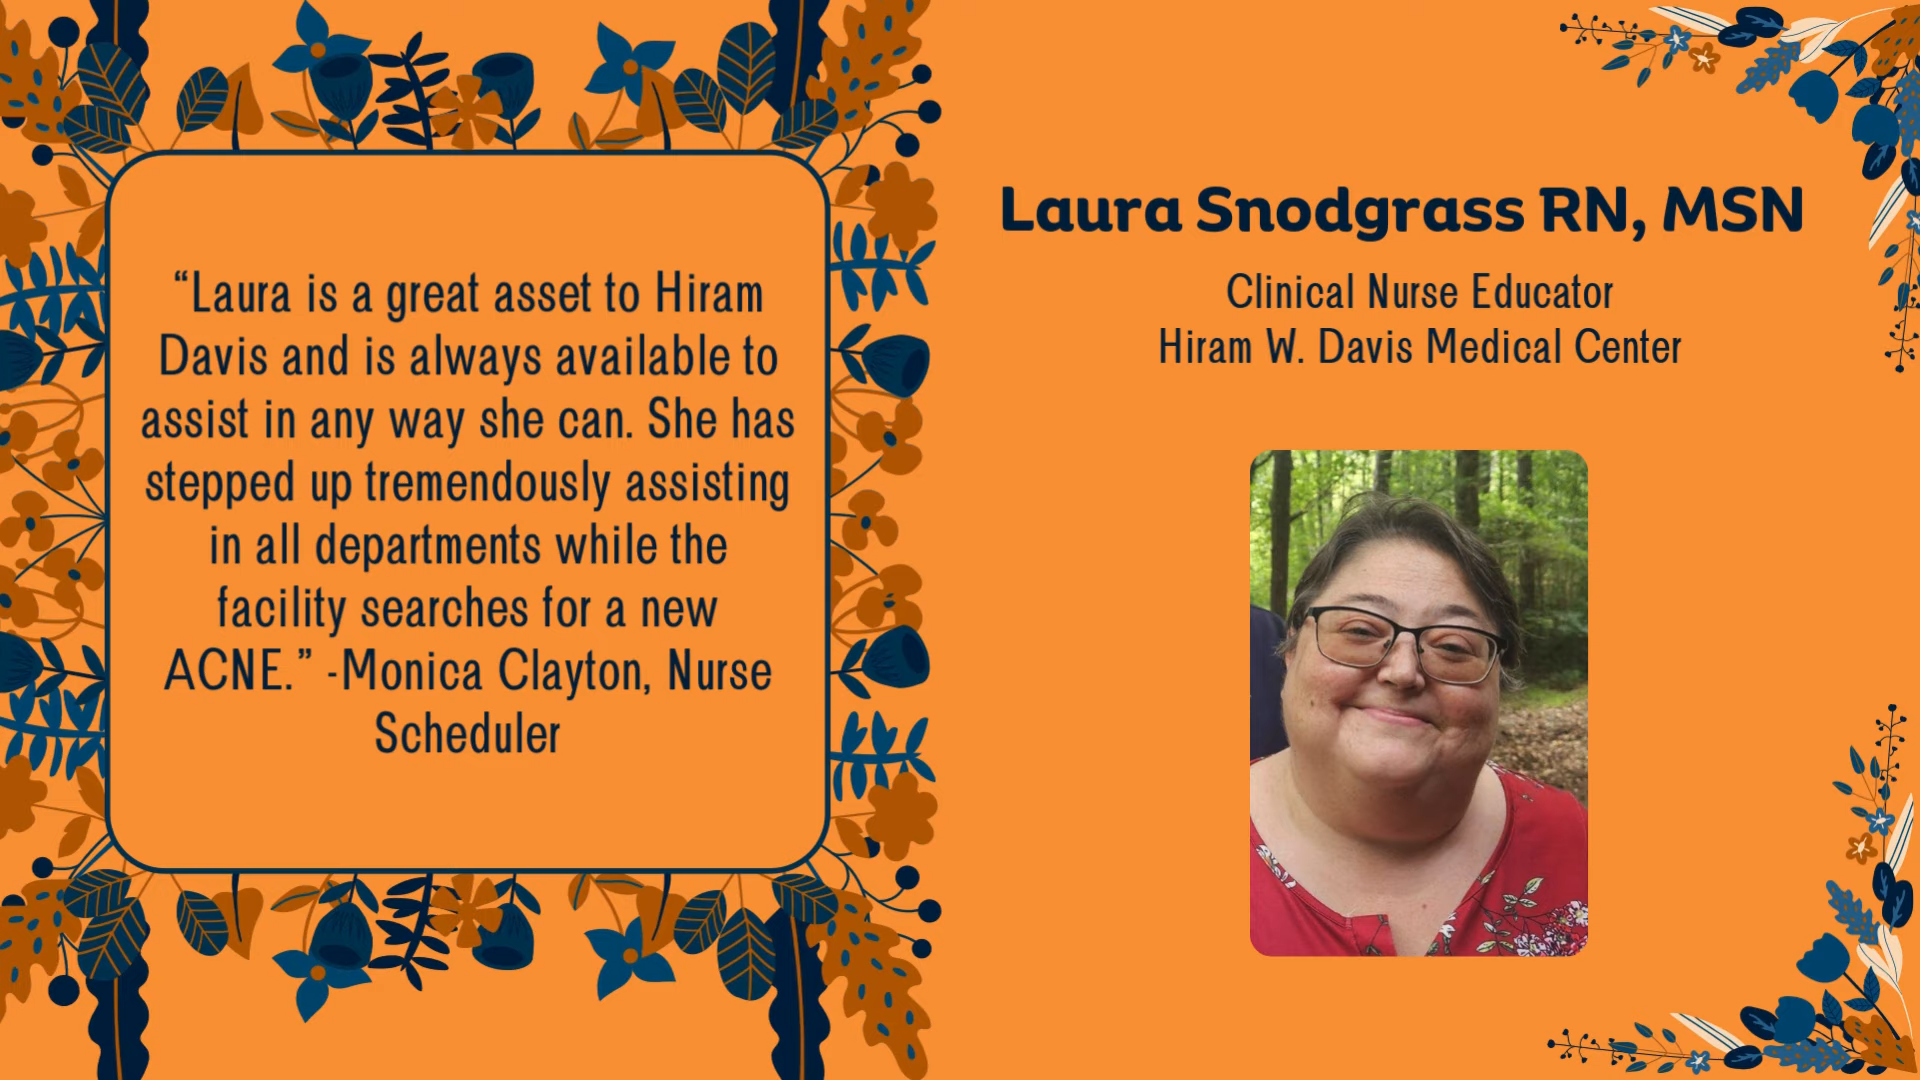 “Laura is a great asset to Hiram
Davis and is always available to
assist in any way she can. She has
stepped up tremendously assisting
in all departments while the
facility searches for a new
ACNE.” -Monica Clayton, Nurse
Scheduler
Laura Snodgrass RN, MSN
Clinical Nurse Educator
Hiram W. Davis Medical Center